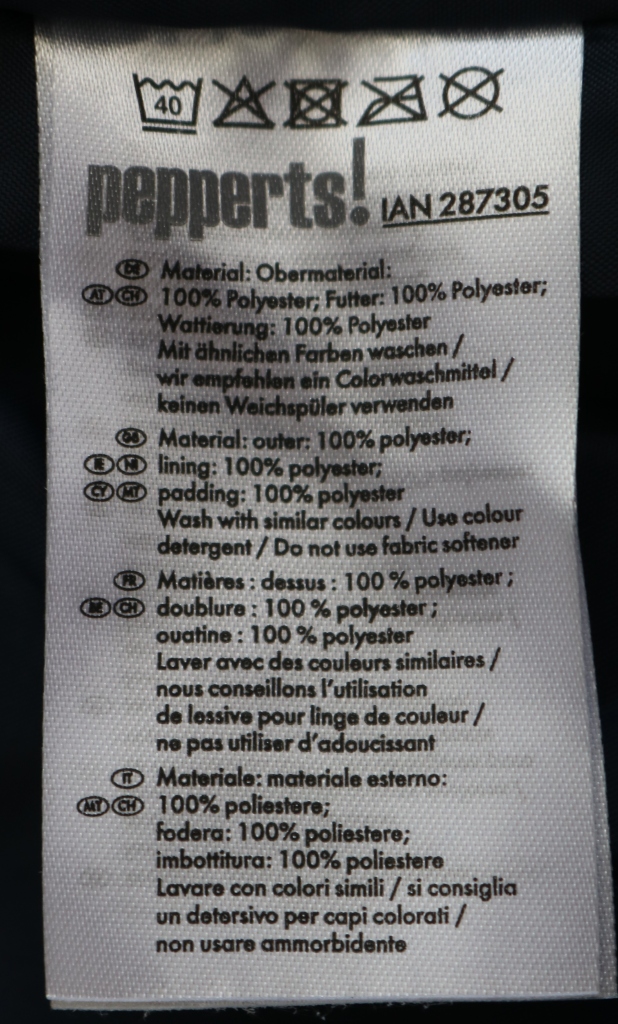 40
pepperts! IAN 287305
DE Material: Obermaterial:
AT CH 100% Polyester; Futter: 100% Polyester;
Wattierung: 100% Polyester
Mit ähnlichen Farben waschen /
wir empfehlen ein Colorwaschmittel /
keinen Weichspüler verwenden
GB Material: outer: 100% polyester;
IE NI lining: 100% polyester;
CY MT padding: 100% polyester
Wash with similar colours / Use colour
detergent / Do not use fabric softener
FR Matières : dessus : 100 % polyester ;
BE CH doublure : 100 % polyester ;
ouatine : 100 % polyester
Laver avec des couleurs similaires /
nous conseillons l'utilisation
de lessive pour linge de couleur /
ne pas utiliser d'adoucissant
IT Materiale: materiale esterno:
MT CH 100% poliestere;
fodera: 100% poliestere;
imbottitura: 100% poliestere
Lavare con colori simili / si consiglia
un detersivo per capi colorati /
non usare ammorbidente